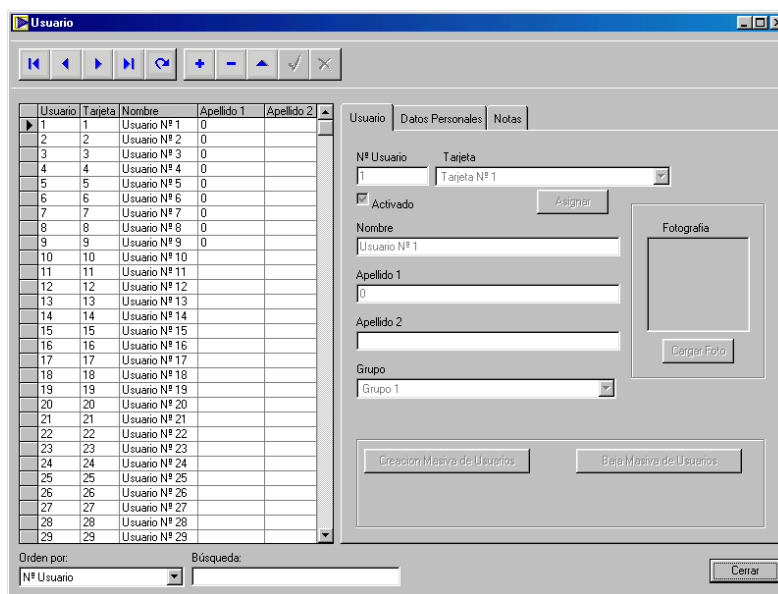 Usuario
Usuario Tarjeta Nombre Apellido 1 Apellido 2
1 1 Usuario Nº 1 0
2 2 Usuario Nº 2 0
3 3 Usuario Nº 3 0
4 4 Usuario Nº 4 0
5 5 Usuario Nº 5 0
6 6 Usuario Nº 6 0
7 7 Usuario Nº 7 0
8 8 Usuario Nº 8 0
9 9 Usuario Nº 9 0
10 10 Usuario Nº 10
11 11 Usuario Nº 11
12 12 Usuario Nº 12
13 13 Usuario Nº 13
14 14 Usuario Nº 14
15 15 Usuario Nº 15
16 16 Usuario Nº 16
17 17 Usuario Nº 17
18 18 Usuario Nº 18
19 19 Usuario Nº 19
20 20 Usuario Nº 20
21 21 Usuario Nº 21
22 22 Usuario Nº 22
23 23 Usuario Nº 23
24 24 Usuario Nº 24
25 25 Usuario Nº 25
26 26 Usuario Nº 26
27 27 Usuario Nº 27
28 28 Usuario Nº 28
29 29 Usuario Nº 29
Orden por: Búsqueda:
Nº Usuario
Usuario Datos Personales Notas
Nº Usuario Tarjeta
1 Tarjeta Nº 1
Activado Asignar
Nombre
Usuario Nº 1
Apellido 1
0
Apellido 2
Grupo
Grupo 1
Fotografia
Cargar Foto
Creacion Masiva de Usuarios Baja Masiva de Usuarios
Cerrar